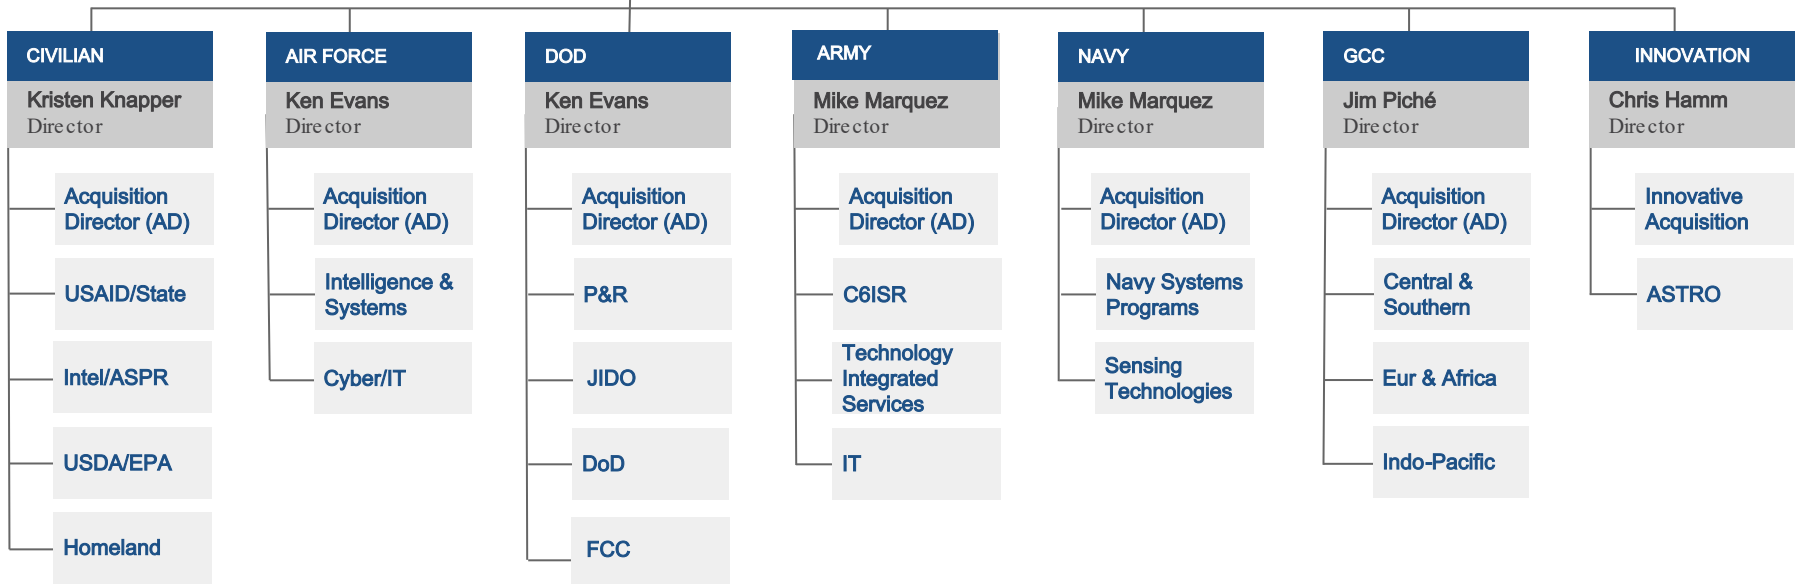 CIVILIAN
Kristen Knapper
Director
Acquisition
Director (AD)
USAID/State
Intel/ASPR
USDA/EPA
Homeland
AIR FORCE
Ken Evans
Director
Acquisition
Director (AD)
Intelligence &
Systems
Cyber/IT
DOD
Ken Evans
Director
Acquisition
Director (AD)
P&R
JIDO
DoD
FCC
ARMY
Mike Marquez
Director
Acquisition
Director (AD)
C6ISR
Technology
Integrated
Services
IT
NAVY
Mike Marquez
Director
Acquisition
Director (AD)
Navy Systems
Programs
Sensing
Technologies
GCC
Jim Piché
Director
Acquisition
Director (AD)
Central &
Southern
Eur & Africa
Indo-Pacific
INNOVATION
Chris Hamm
Director
Innovative
Acquisition
ASTRO